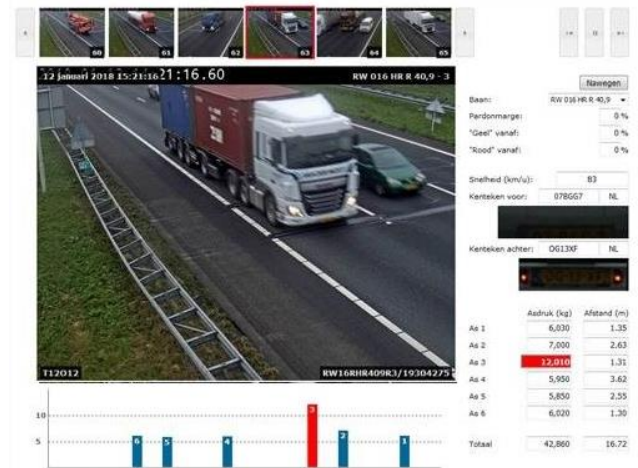 60
61
62
63
64
65
12 januari 2018 15:21:16 21:16.60
RW 016 HR R 40,9 - 3
T12012
RW16RHR409R3/19304275
Nawegen
Baan: RW 016 HR R 40,9
Pardonmarge: 0 %
"Geel" vanaf: 0 %
"Rood" vanaf: 0 %
Snelheid (km/u): 83
Kenteken voor: 07BGG7 NL
Kenteken achter: OG13XF NL
Asdruk (kg) Afstand (m)
As 1 6,030 1.35
As 2 7,000 2.63
As 3 12,010 1.31
As 4 5,950 3.62
As 5 5,850 2.55
As 6 6,020 1.30
Totaal 42,860 16.72
10
5
6 5 4 3 2 1